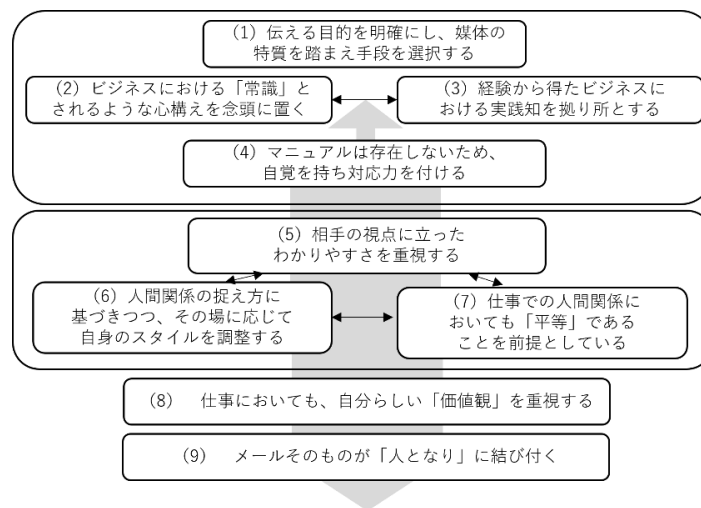 (1) 伝える目的を明確にし、媒体の
特質を踏まえ手段を選択する
(2) ビジネスにおける「常識」と
されるような心構えを念頭に置く
(3) 経験から得たビジネスに
おける実践知を拠り所とする
(4) マニュアルは存在しないため、
自覚を持ち対応力を付ける
(5) 相手の視点に立った
わかりやすさを重視する
(6) 人間関係の捉え方に
基づきつつ、その場に応じて
自身のスタイルを調整する
(7) 仕事での人間関係に
おいても「平等」である
ことを前提としている
(8) 仕事においても、自分らしい「価値観」を重視する
(9) メールそのものが「人となり」に結び付く